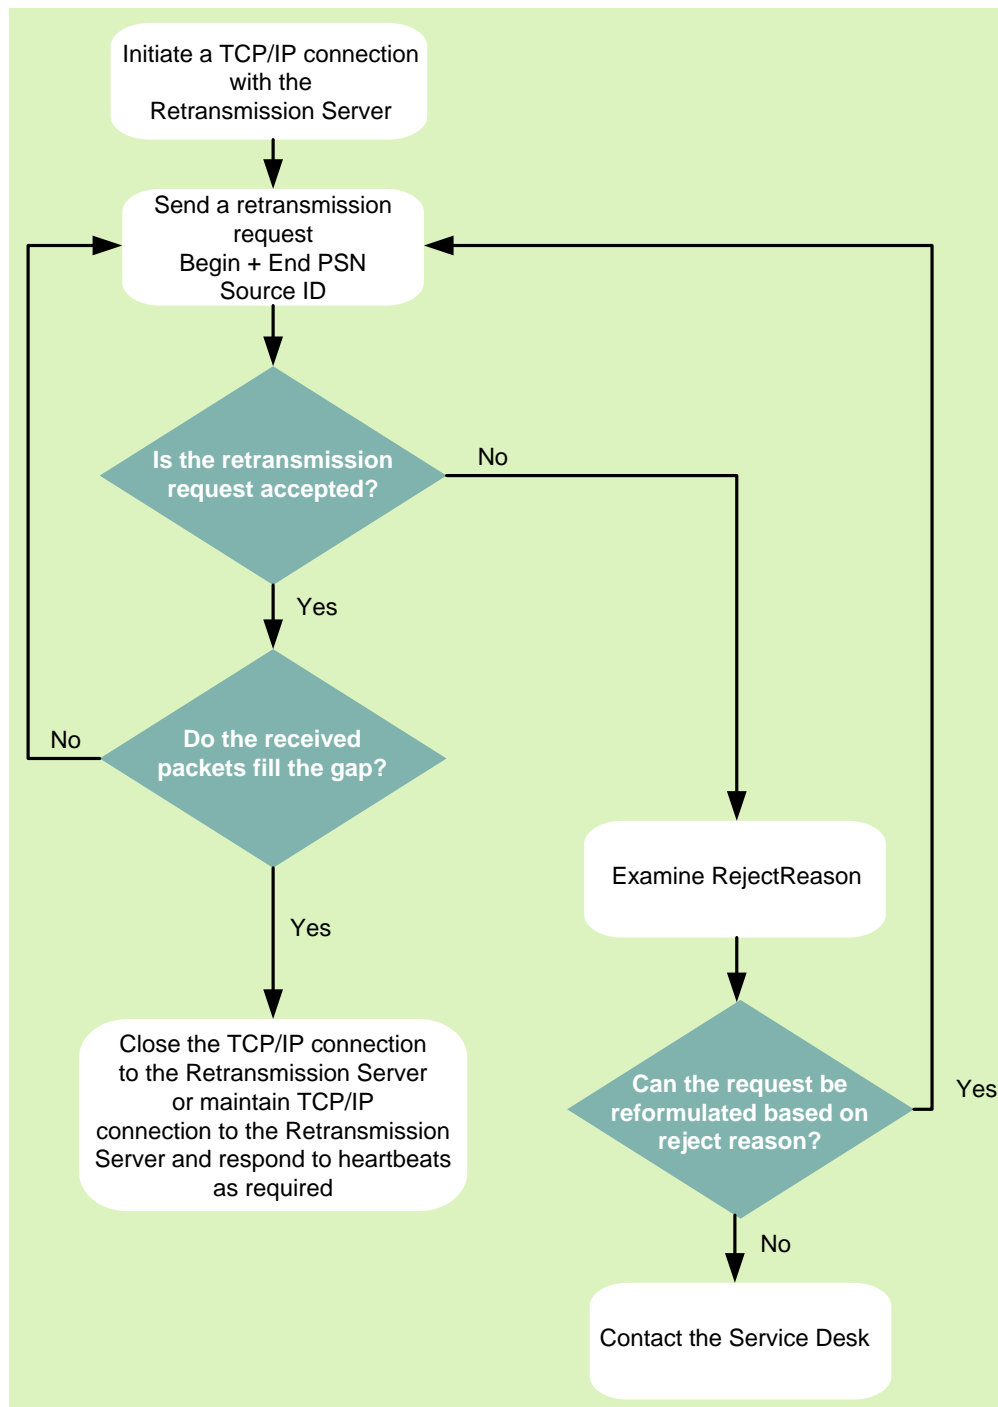 Initiate a TCP/IP connection
with the
Retransmission Server
Send a retransmission
request
Begin + End PSN
Source ID
Is the retransmission
request accepted?
No
Yes
Do the received
packets fill the gap?
No
Yes
Examine RejectReason
Close the TCP/IP connection
to the Retransmission Server
or maintain TCP/IP
connection to the Retransmission
Server and respond to heartbeats
as required
Can the request be
reformulated based on
reject reason?
Yes
No
Contact the Service Desk